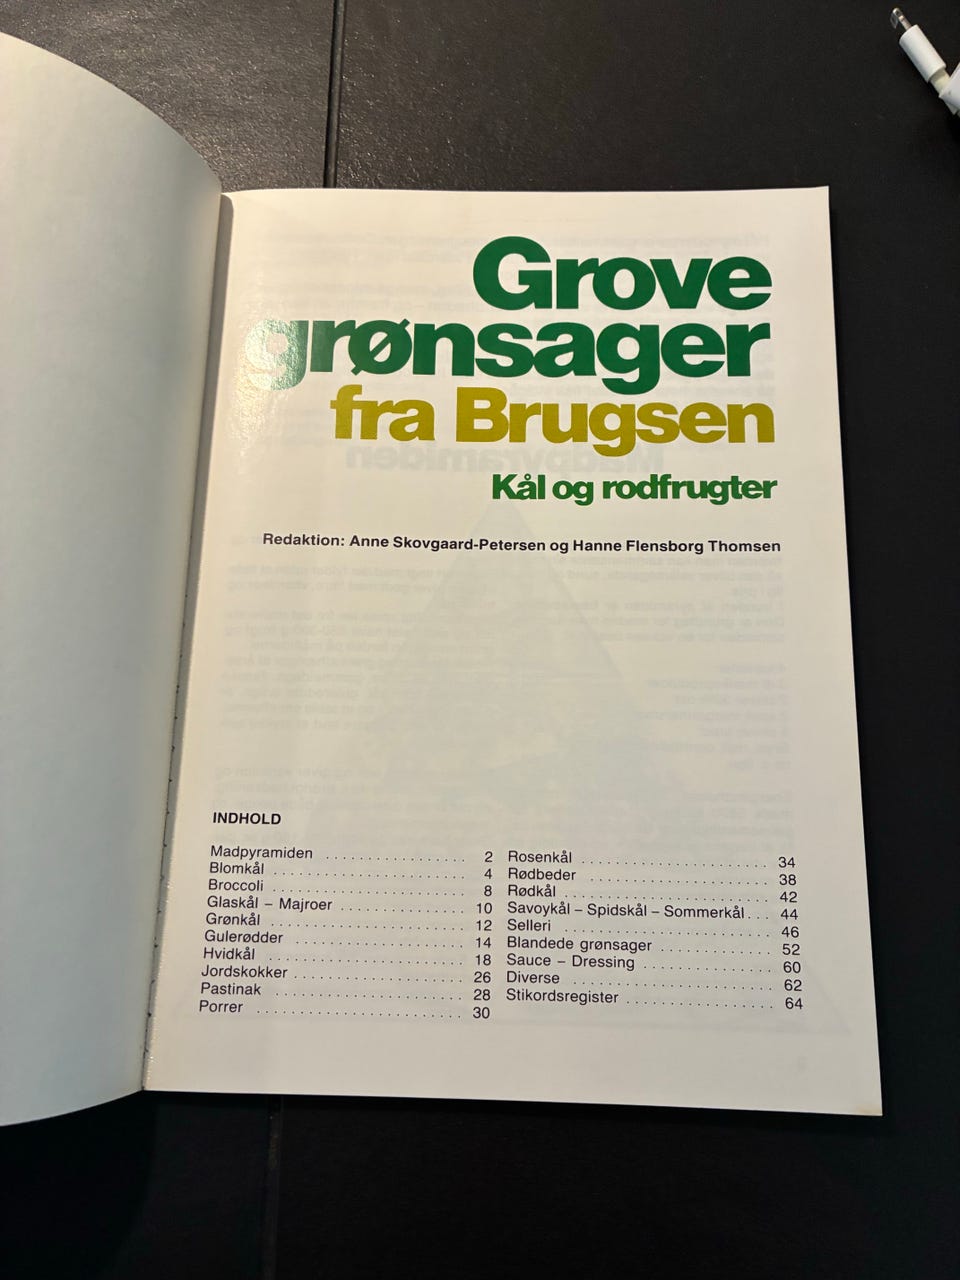 Grove
grønsager
fra Brugsen
Kål og rodfrugter
Redaktion: Anne Skovgaard-Petersen og Hanne Flensborg Thomsen
INDHOLD
Madpyramiden . . . . . . . . . . . . . . . . . 2
Blomkål . . . . . . . . . . . . . . . . . . . . . . . 4
Broccoli . . . . . . . . . . . . . . . . . . . . . . . 8
Glaskål – Majroer . . . . . . . . . . . . . . . . 10
Grønkål . . . . . . . . . . . . . . . . . . . . . . . 12
Gulerødder . . . . . . . . . . . . . . . . . . . . 14
Hvidkål . . . . . . . . . . . . . . . . . . . . . . . . 18
Jordskokker . . . . . . . . . . . . . . . . . . . . 26
Pastinak . . . . . . . . . . . . . . . . . . . . . . 28
Porrer . . . . . . . . . . . . . . . . . . . . . . . . 30
Rosenkål . . . . . . . . . . . . . . . . . . . . . . 34
Rødbeder . . . . . . . . . . . . . . . . . . . . . . 38
Rødkål . . . . . . . . . . . . . . . . . . . . . . . . 42
Savoykål – Spidskål – Sommerkål . . . 44
Selleri . . . . . . . . . . . . . . . . . . . . . . . . . 46
Blandede grønsager . . . . . . . . . . . . . . 52
Sauce – Dressing . . . . . . . . . . . . . . . . 60
Diverse . . . . . . . . . . . . . . . . . . . . . . . . 62
Stikordsregister . . . . . . . . . . . . . . . . . . 64
Madpyramiden